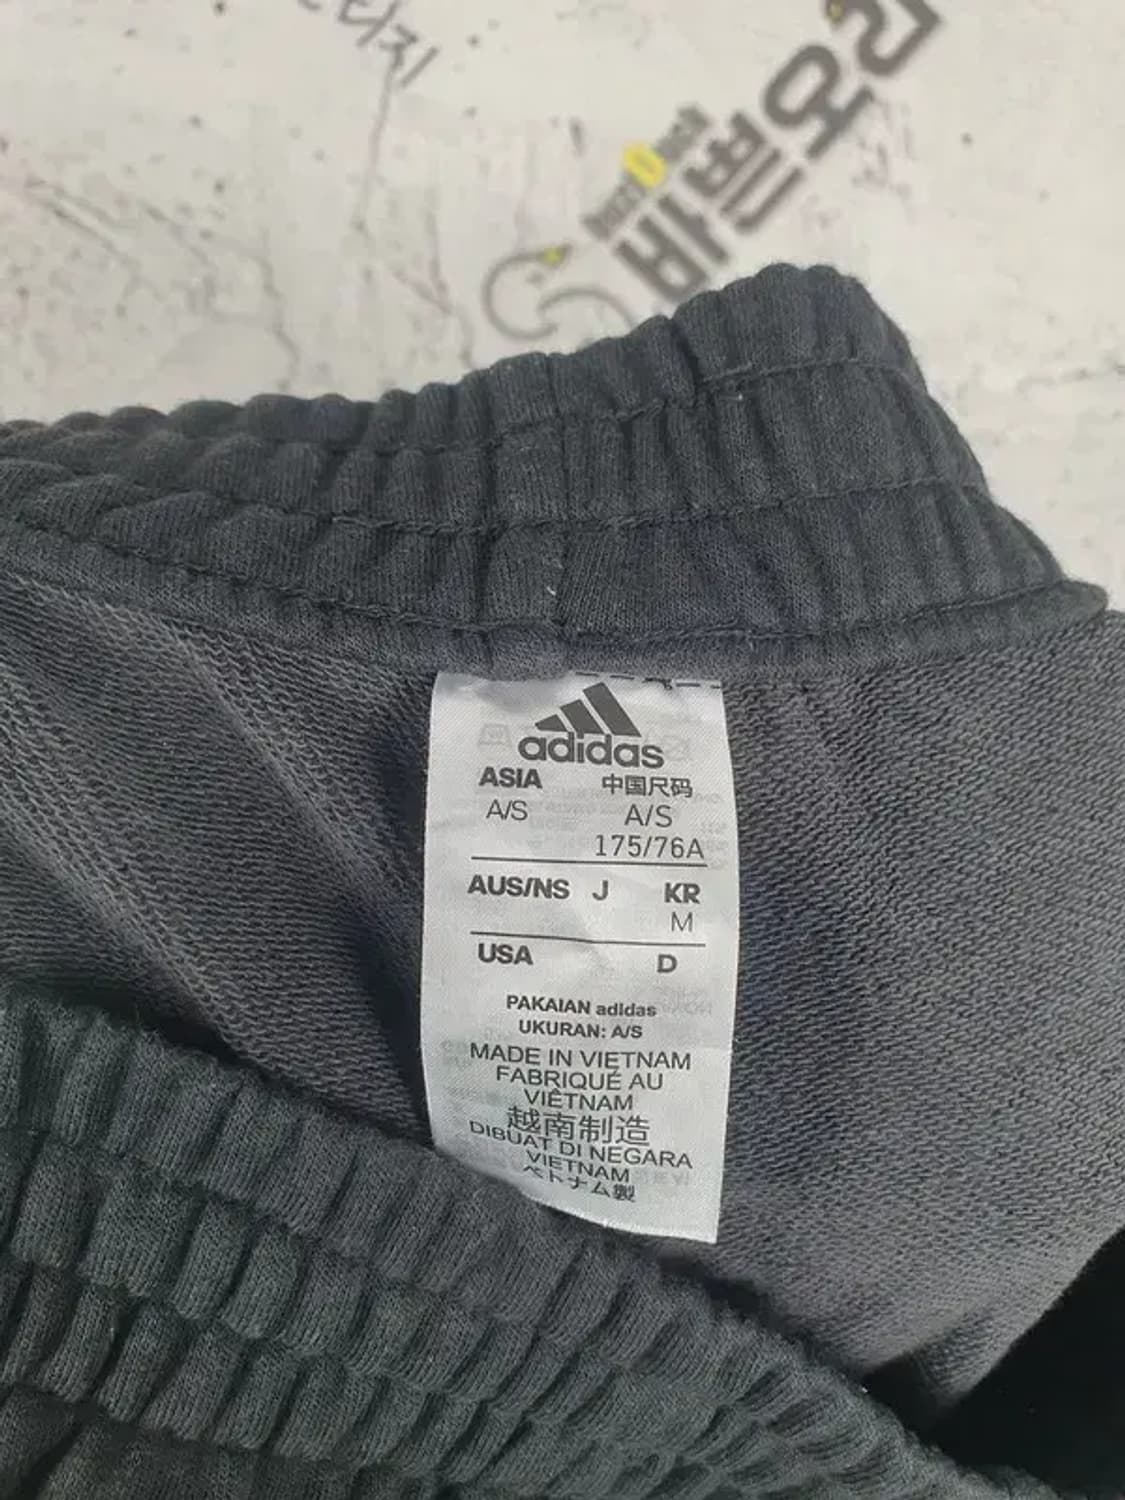 adidas
ASIA 中国尺码
A/S A/S
175/76A
AUS/NS J KR
M
USA D
PAKAIAN adidas
UKURAN: A/S
MADE IN VIETNAM
FABRIQUÉ AU
VIÊTNAM
越南制造
DIBUAT DI NEGARA
VIETNAM
ベトナム製